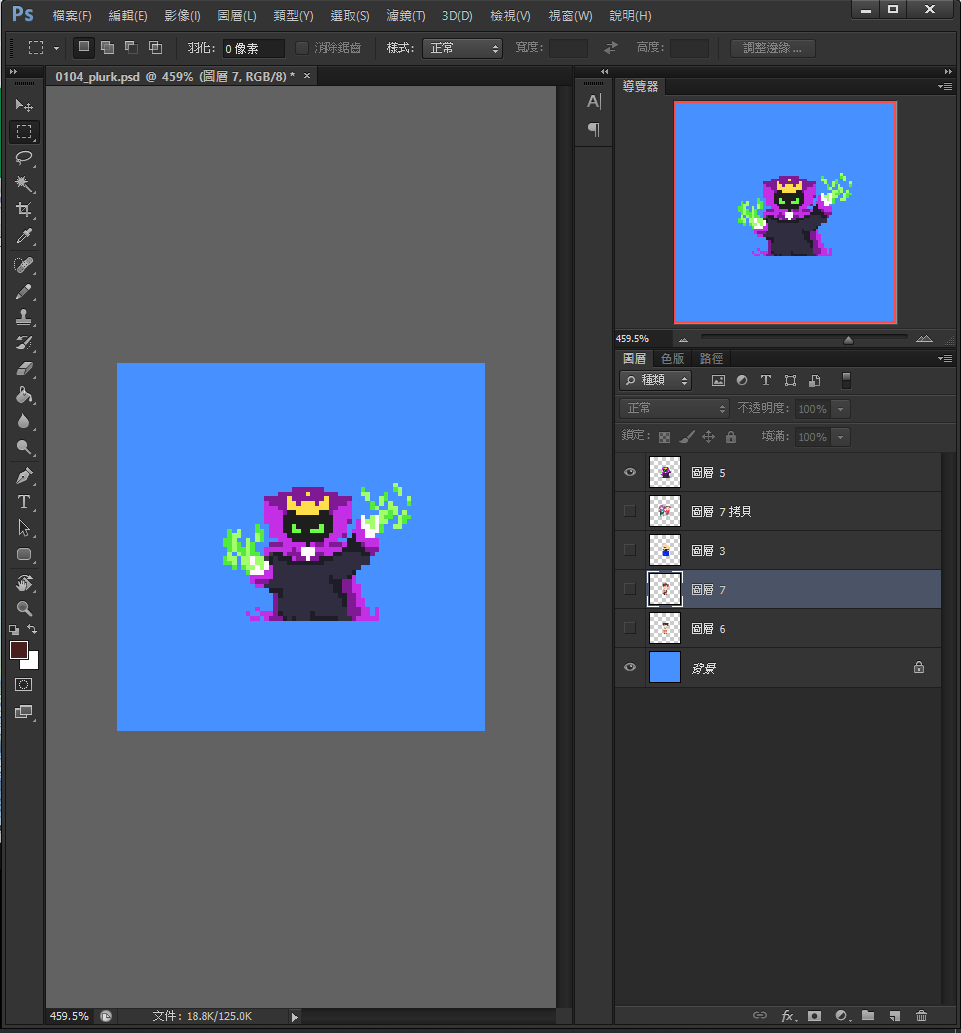 Ps 檔案(F) 編輯(E) 影像(I) 圖層(L) 類型(Y) 選取(S) 濾鏡(T) 3D(D) 檢視(V) 視窗(W) 說明(H)
羽化: 0 像素 消除鋸齒 樣式: 正常 寬度: 高度: 調整邊緣...
0104_plurk.psd @ 459% (圖層 7, RGB/8) * ×
導覽器
459.5%
圖層 色版 路徑
種類
正常 不透明度: 100%
鎖定: 填滿: 100%
圖層 5
圖層 7 拷貝
圖層 3
圖層 7
圖層 6
背景
459.5% 文件: 18.8K/125.0K